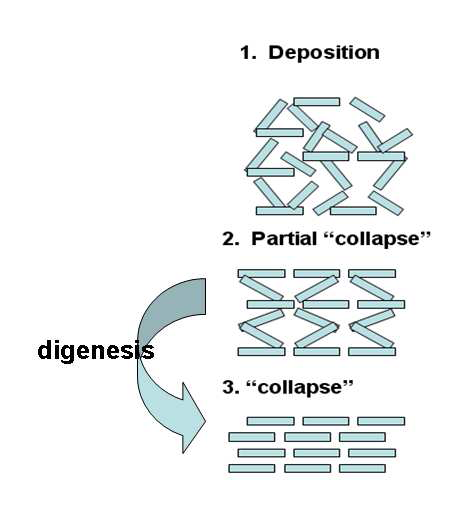 1. Deposition
2. Partial “collapse”
digenesis
3. “collapse”